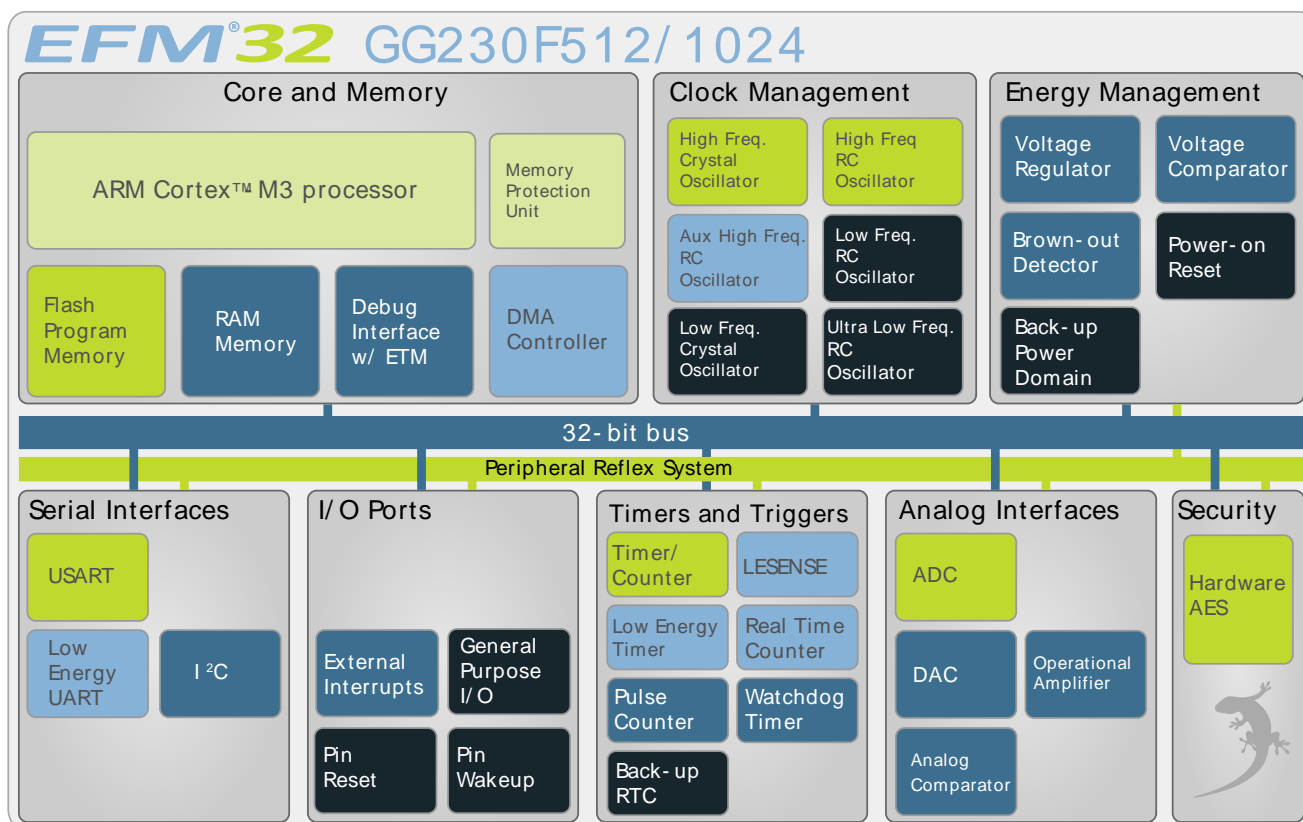 EFM®32 GG230F512/1024
Core and Memory
ARM Cortex™ M3 processor
Memory
Protection
Unit
Flash
Program
Memory
RAM
Memory
Debug
Interface
w/ ETM
DMA
Controller
Clock Management
High Freq.
Crystal
Oscillator
High Freq
RC
Oscillator
Aux High Freq.
RC
Oscillator
Low Freq.
RC
Oscillator
Low Freq.
Crystal
Oscillator
Ultra Low Freq.
RC
Oscillator
Energy Management
Voltage
Regulator
Voltage
Comparator
Brown-out
Detector
Power-on
Reset
Back-up
Power
Domain
32-bit bus
Peripheral Reflex System
Serial Interfaces
USART
Low
Energy
UART
I²C
I/O Ports
External
Interrupts
General
Purpose
I/O
Pin
Reset
Pin
Wakeup
Timers and Triggers
Timer/
Counter
LESENSE
Low Energy
Timer
Real Time
Counter
Pulse
Counter
Watchdog
Timer
Back-up
RTC
Analog Interfaces
ADC
DAC
Operational
Amplifier
Analog
Comparator
Security
Hardware
AES